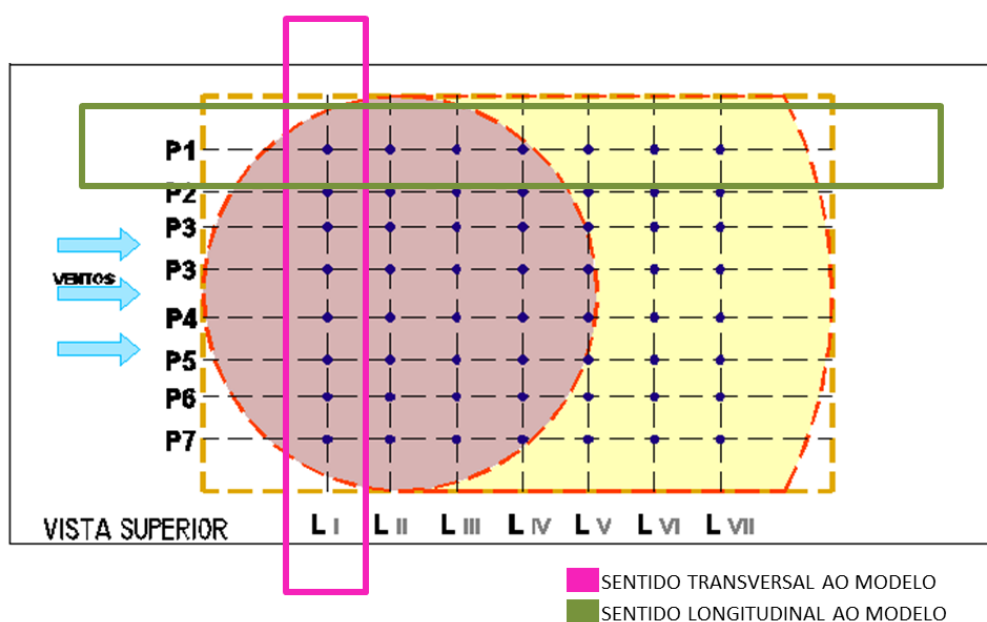 P1
P2
P3
VENTOS
P3
P4
P5
P6
P7
VISTA SUPERIOR
L I L II L III L IV L V L VI L VII
SENTIDO TRANSVERSAL AO MODELO
SENTIDO LONGITUDINAL AO MODELO